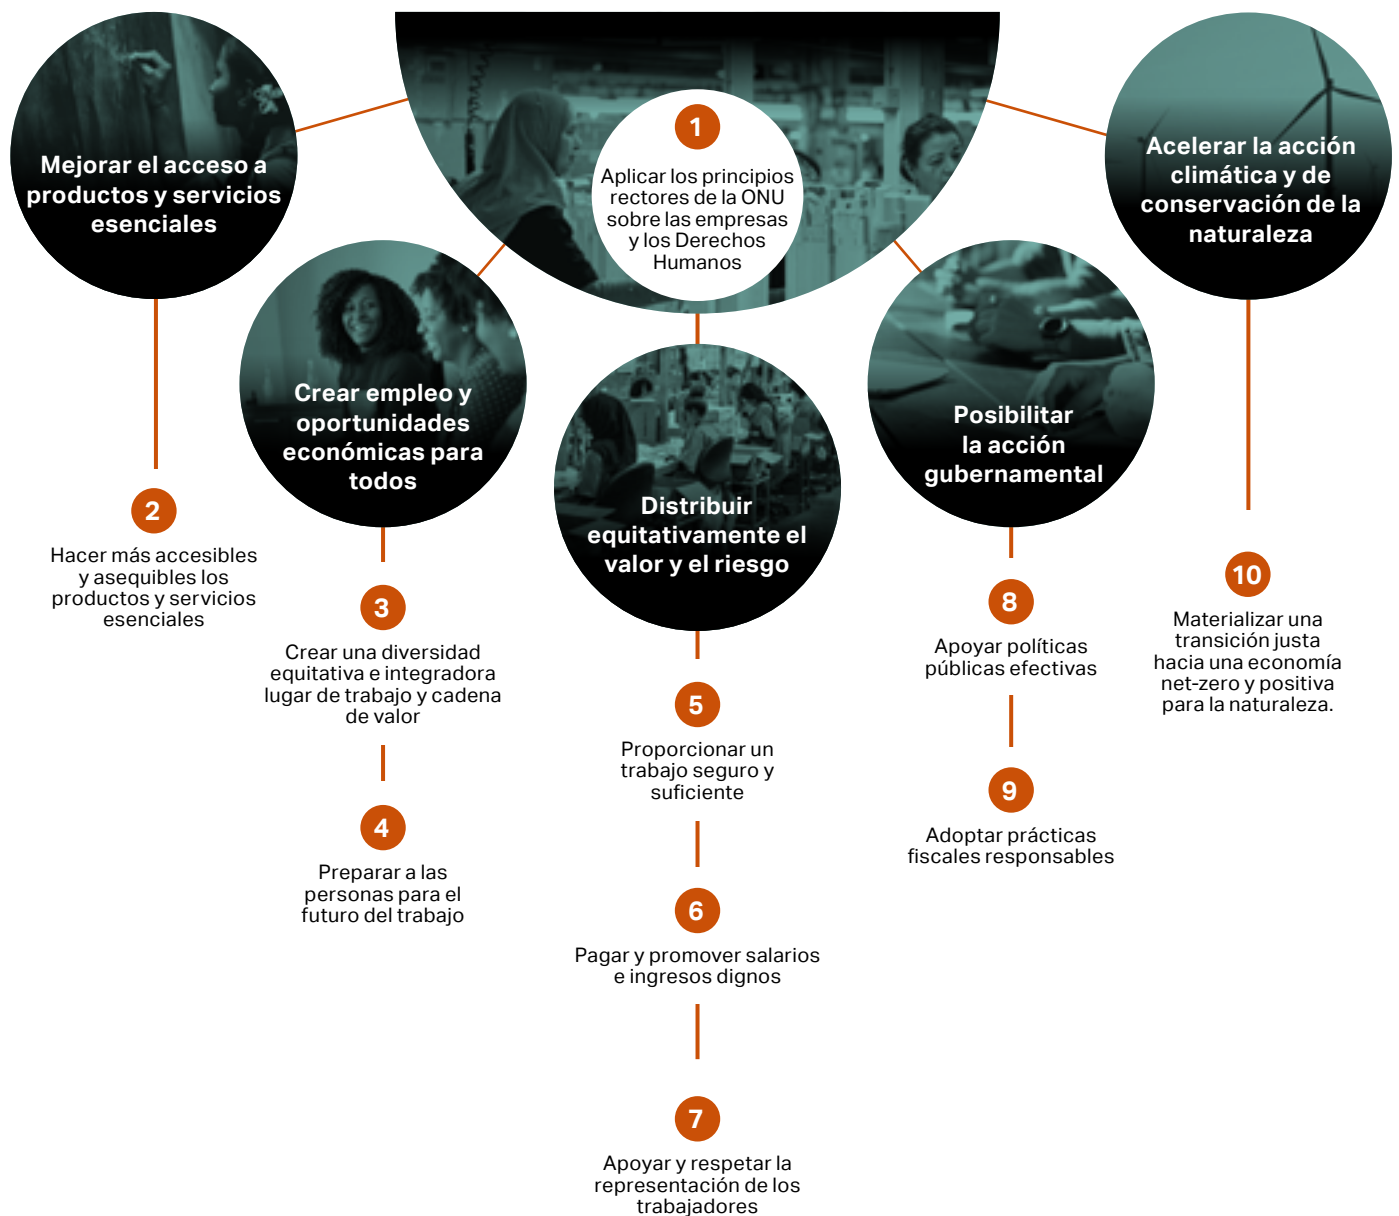 1
Aplicar los principios
rectores de la ONU
sobre las empresas
y los Derechos
Humanos
Mejorar el acceso a
productos y servicios
esenciales
2
Hacer más accesibles
y asequibles los
productos y servicios
esenciales
Crear empleo y
oportunidades
económicas para
todos
3
Crear una diversidad
equitativa e integradora
lugar de trabajo y cadena
de valor
4
Preparar a las
personas para el
futuro del trabajo
Distribuir
equitativamente el
valor y el riesgo
5
Proporcionar un
trabajo seguro y
suficiente
6
Pagar y promover salarios
e ingresos dignos
7
Apoyar y respetar la
representación de los
trabajadores
Posibilitar
la acción
gubernamental
8
Apoyar políticas
públicas efectivas
9
Adoptar prácticas
fiscales responsables
Acelerar la acción
climática y de
conservación de la
naturaleza
10
Materializar una
transición justa
hacia una economía
net-zero y positiva
para la naturaleza.